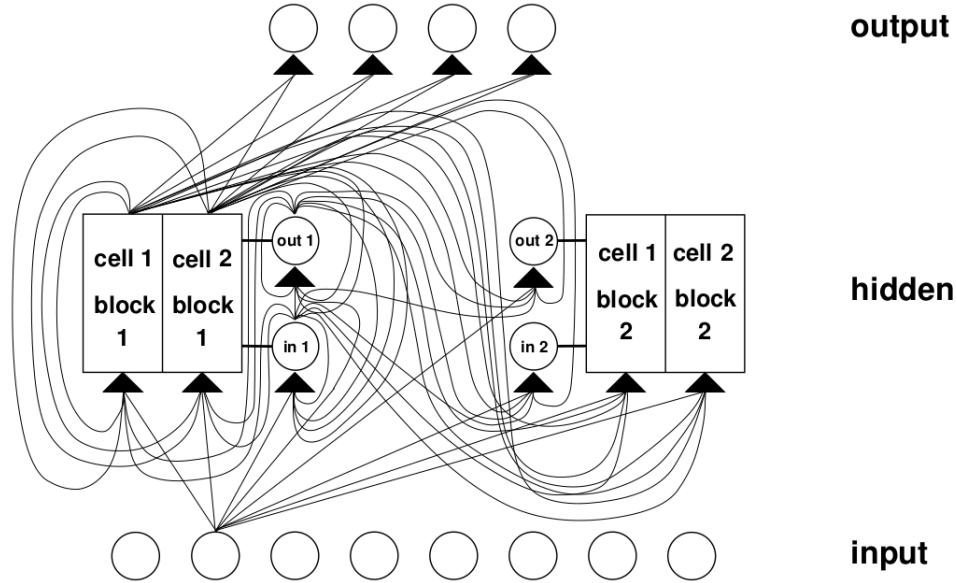 output
out 1
out 2
cell 1
block
1
cell 2
block
1
cell 1
block
2
cell 2
block
2
hidden
in 1
in 2
input